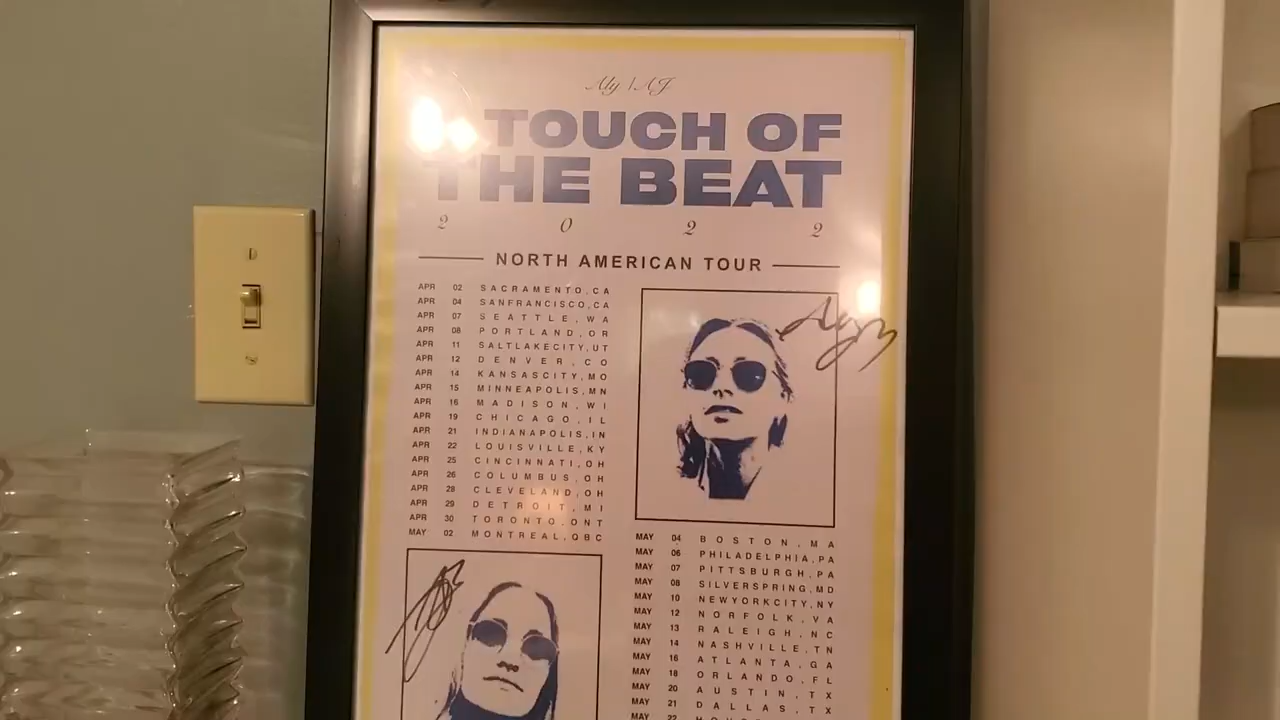 Aly | AJ
A TOUCH OF
THE BEAT
2 0 2 2
NORTH AMERICAN TOUR
APR 02 SACRAMENTO, CA
APR 04 SANFRANCISCO, CA
APR 07 SEATTLE, WA
APR 08 PORTLAND, OR
APR 11 SALTLAKECITY, UT
APR 12 DENVER, CO
APR 14 KANSASCITY, MO
APR 15 MINNEAPOLIS, MN
APR 16 MADISON, WI
APR 19 CHICAGO, IL
APR 21 INDIANAPOLIS, IN
APR 22 LOUISVILLE, KY
APR 25 CINCINNATI, OH
APR 26 COLUMBUS, OH
APR 28 CLEVELAND, OH
APR 29 DETROIT, MI
APR 30 TORONTO, ONT
MAY 02 MONTREAL, QBC
MAY 04 BOSTON, MA
MAY 06 PHILADELPHIA, PA
MAY 07 PITTSBURGH, PA
MAY 08 SILVERSPRING, MD
MAY 10 NEWYORKCITY, NY
MAY 12 NORFOLK, VA
MAY 13 RALEIGH, NC
MAY 14 NASHVILLE, TN
MAY 16 ATLANTA, GA
MAY 18 ORLANDO, FL
MAY 20 AUSTIN, TX
MAY 21 DALLAS, TX
MAY 22